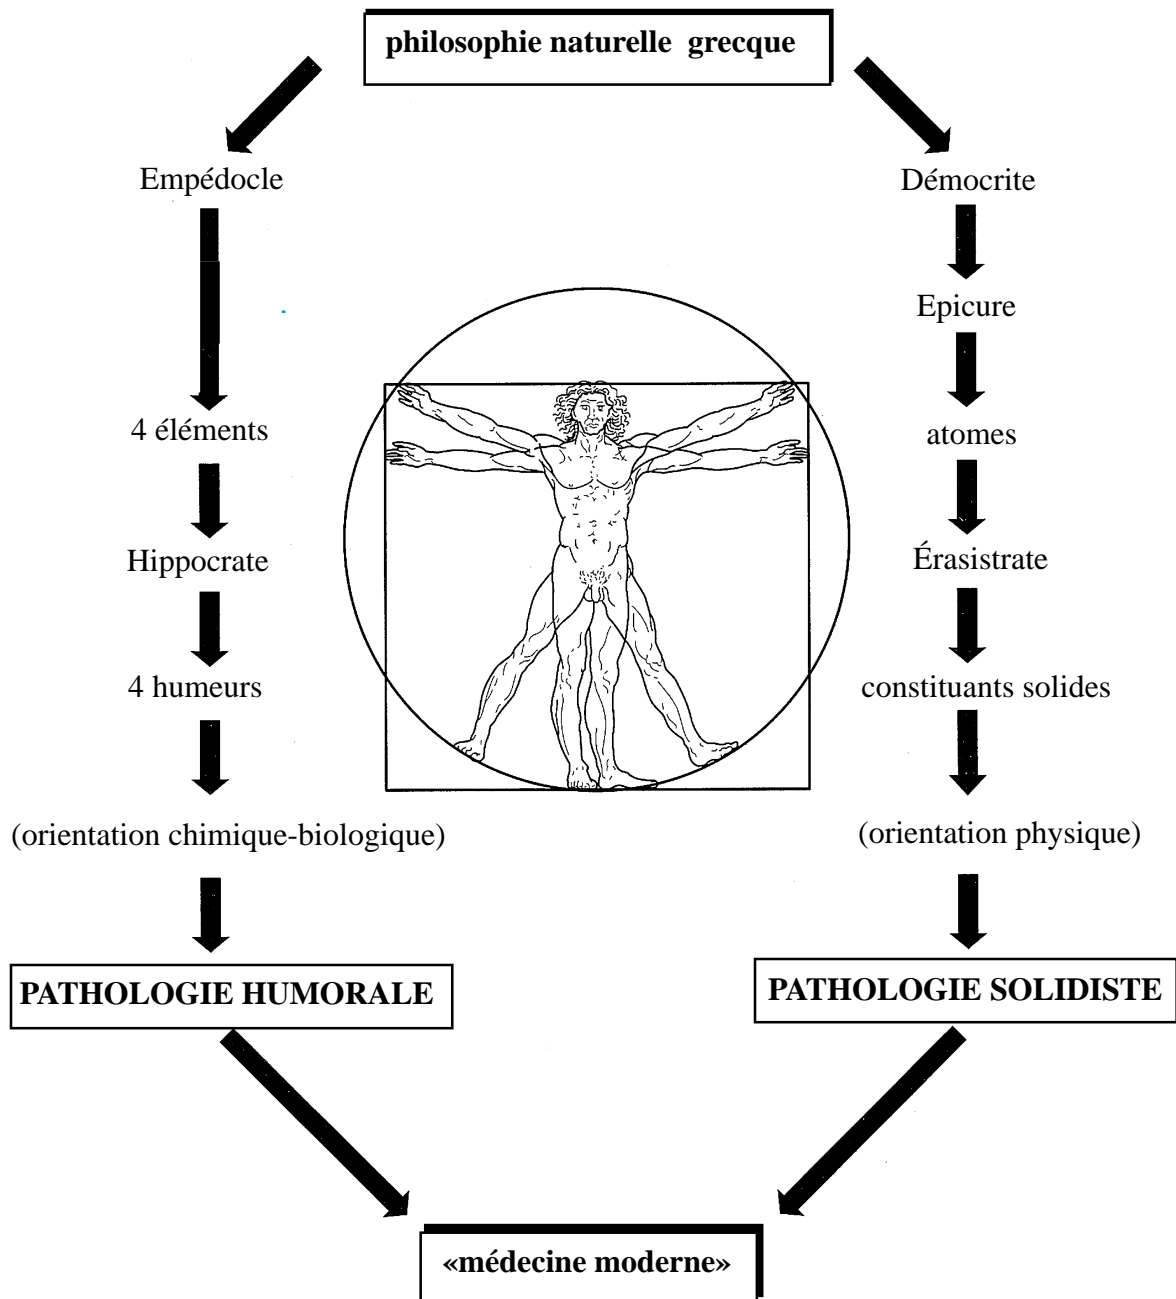 philosophie naturelle grecque
Empédocle
Démocrite
Epicure
4 éléments
atomes
Hippocrate
Érasistrate
4 humeurs
constituants solides
(orientation chimique-biologique)
(orientation physique)
PATHOLOGIE HUMORALE
PATHOLOGIE SOLIDISTE
«médecine moderne»